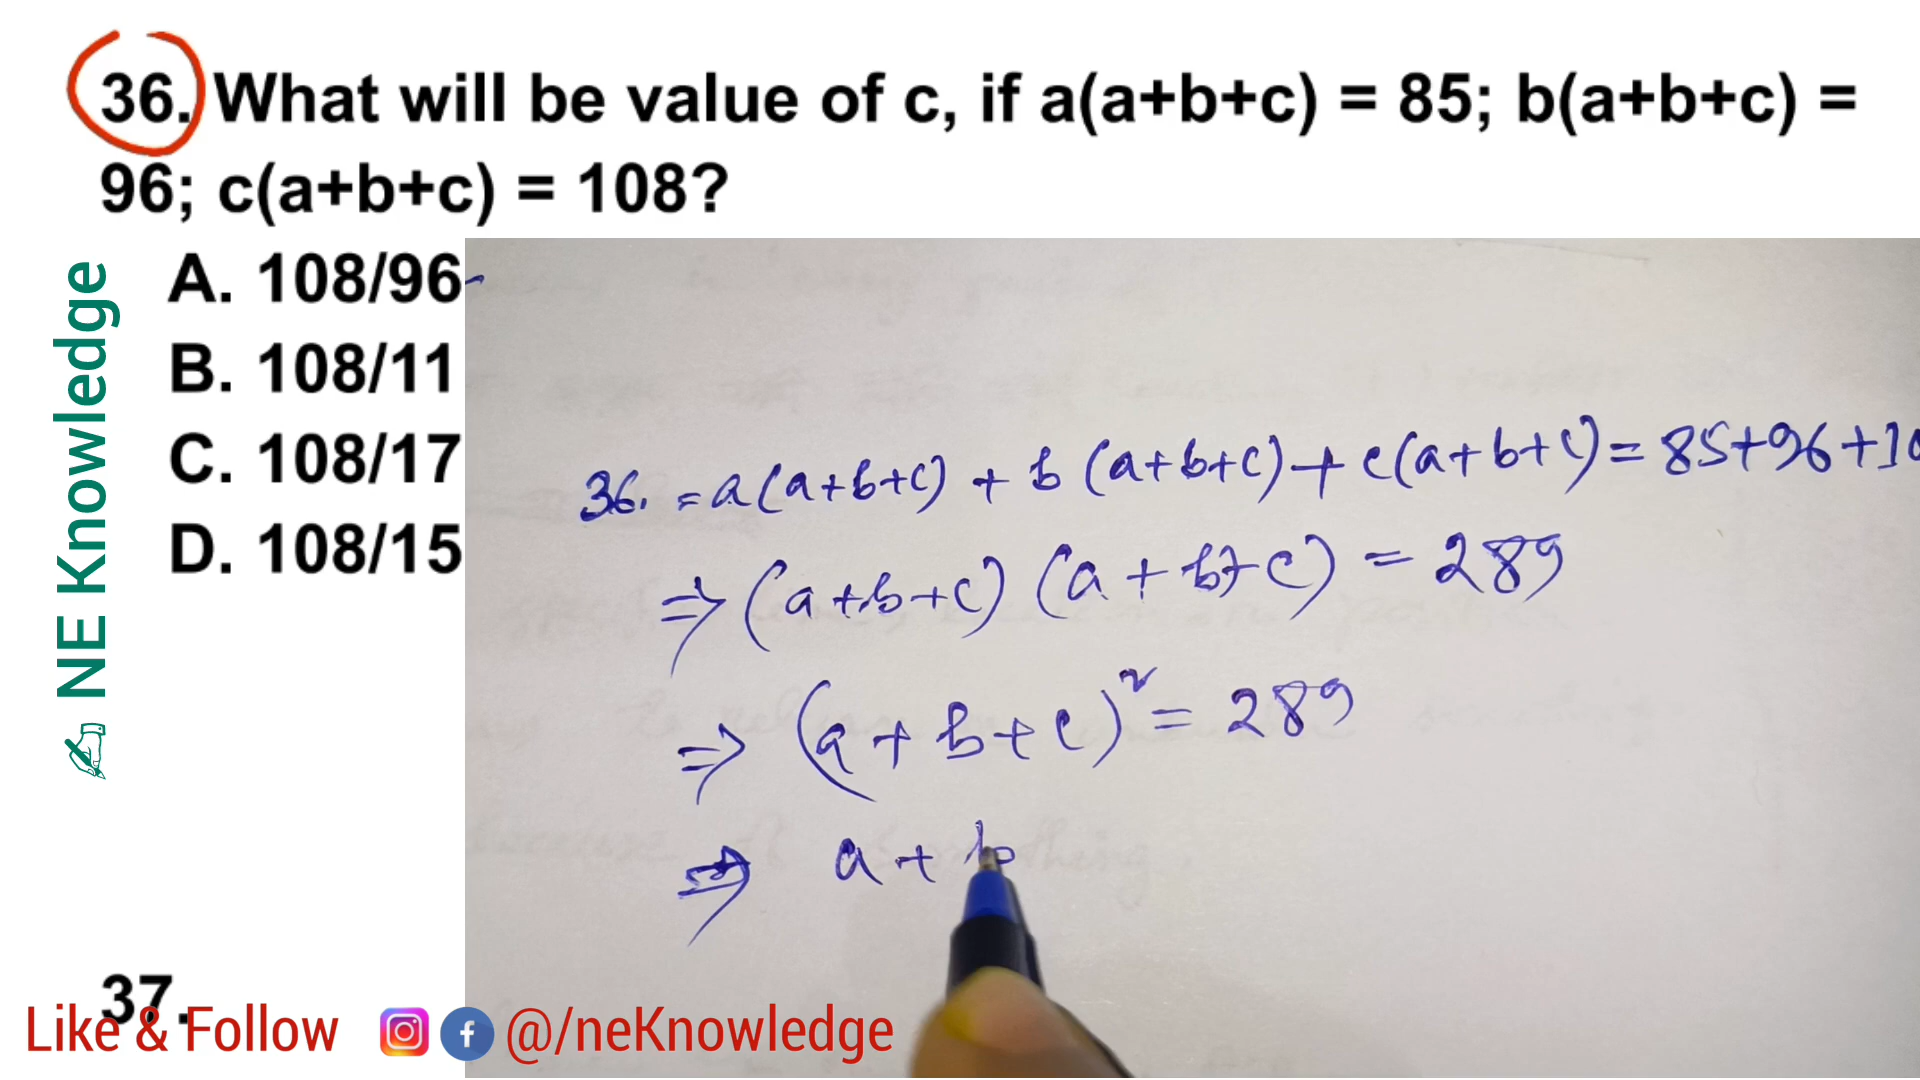 36. What will be value of c, if a(a+b+c) = 85; b(a+b+c) =
96; c(a+b+c) = 108?
A. 108/96
B. 108/11
C. 108/17
D. 108/15
36. = a(a+b+c) + b(a+b+c)+c(a+b+c)=85+96+10
⇒(a+b+c)(a+b+c) = 289
⇒ (a+b+c)²= 289
⇒ a+b
✍ NE Knowledge
37.
Like & Follow @/neKnowledge